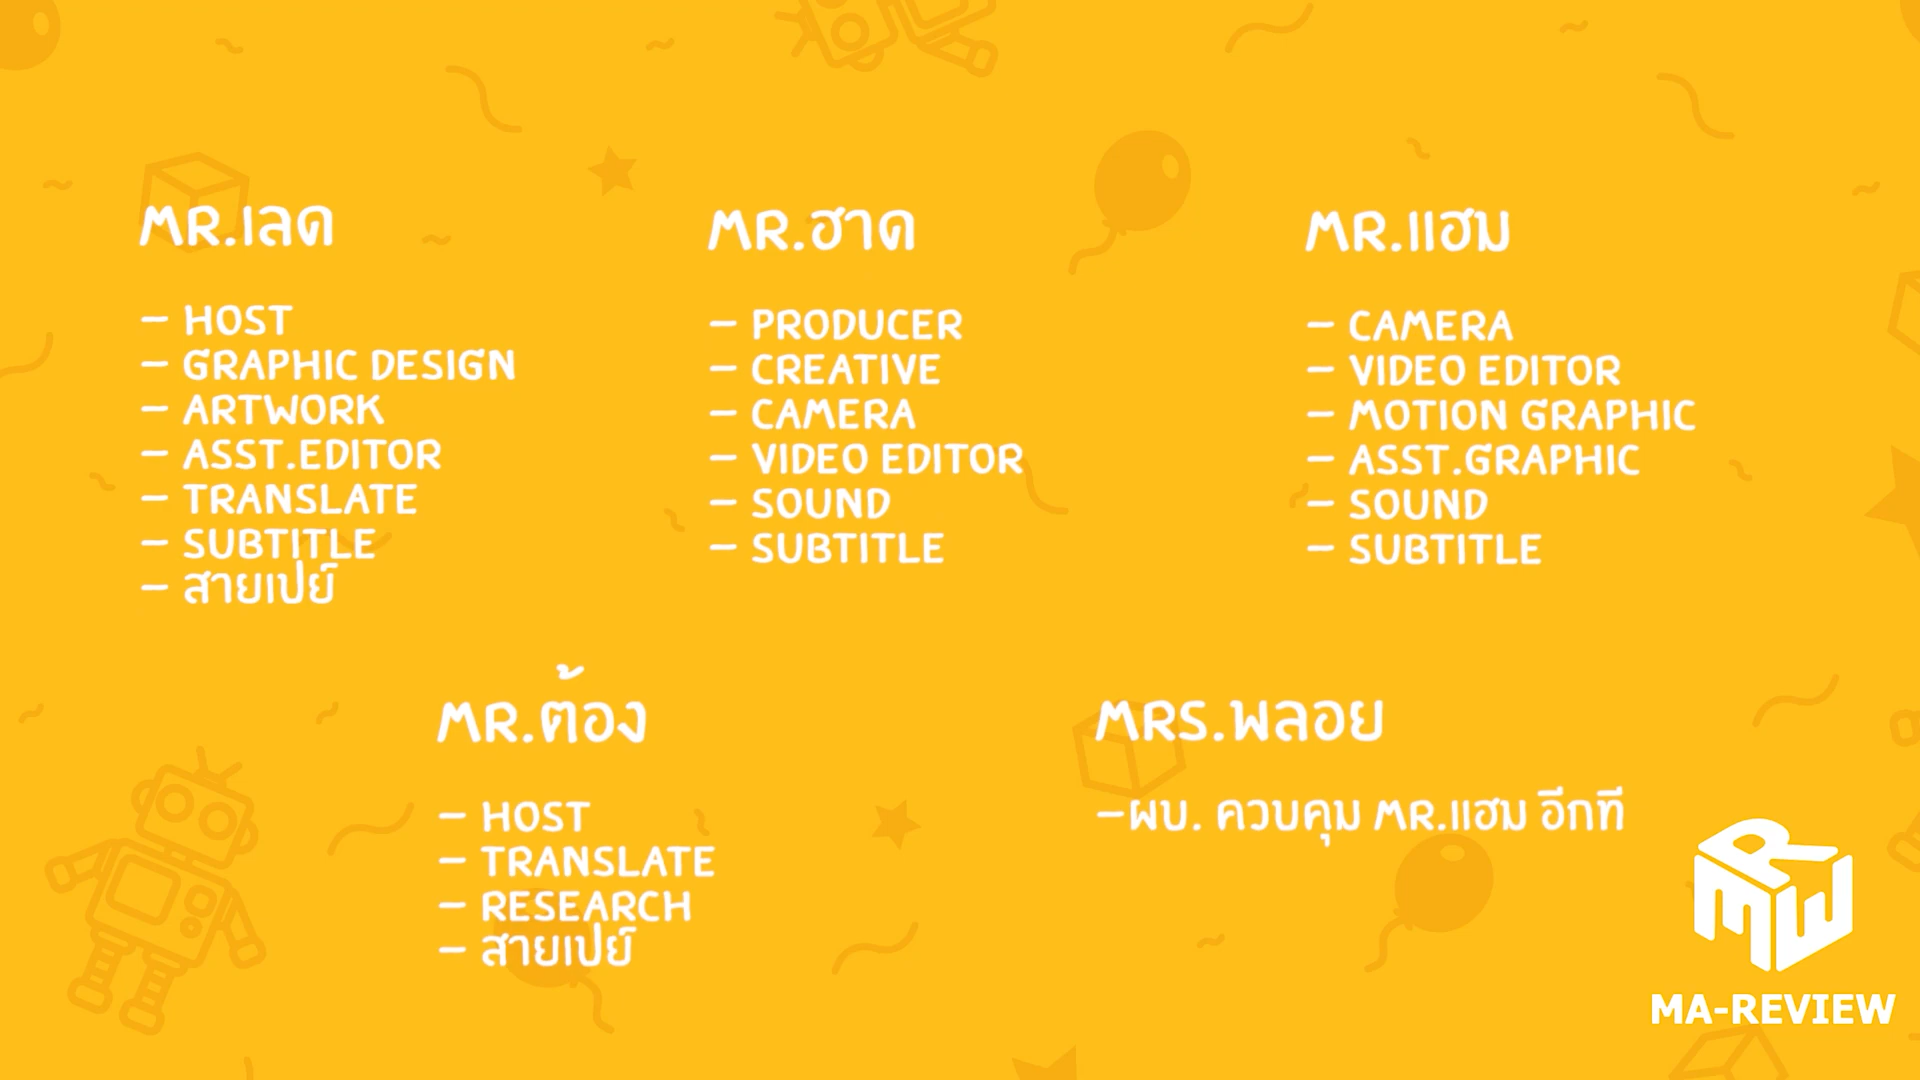 MR.เลด
- HOST
- GRAPHIC DESIGN
- ARTWORK
- ASST.EDITOR
- TRANSLATE
- SUBTITLE
- สายเปย์
MR.ฮาด
- PRODUCER
- CREATIVE
- CAMERA
- VIDEO EDITOR
- SOUND
- SUBTITLE
MR.แฮม
- CAMERA
- VIDEO EDITOR
- MOTION GRAPHIC
- ASST.GRAPHIC
- SOUND
- SUBTITLE
MR.ต้อง
- HOST
- TRANSLATE
- RESEARCH
- สายเปย์
MRS.พลอย
-ผบ. ควบคุม MR.แฮม อีกที
MRW
MA-REVIEW